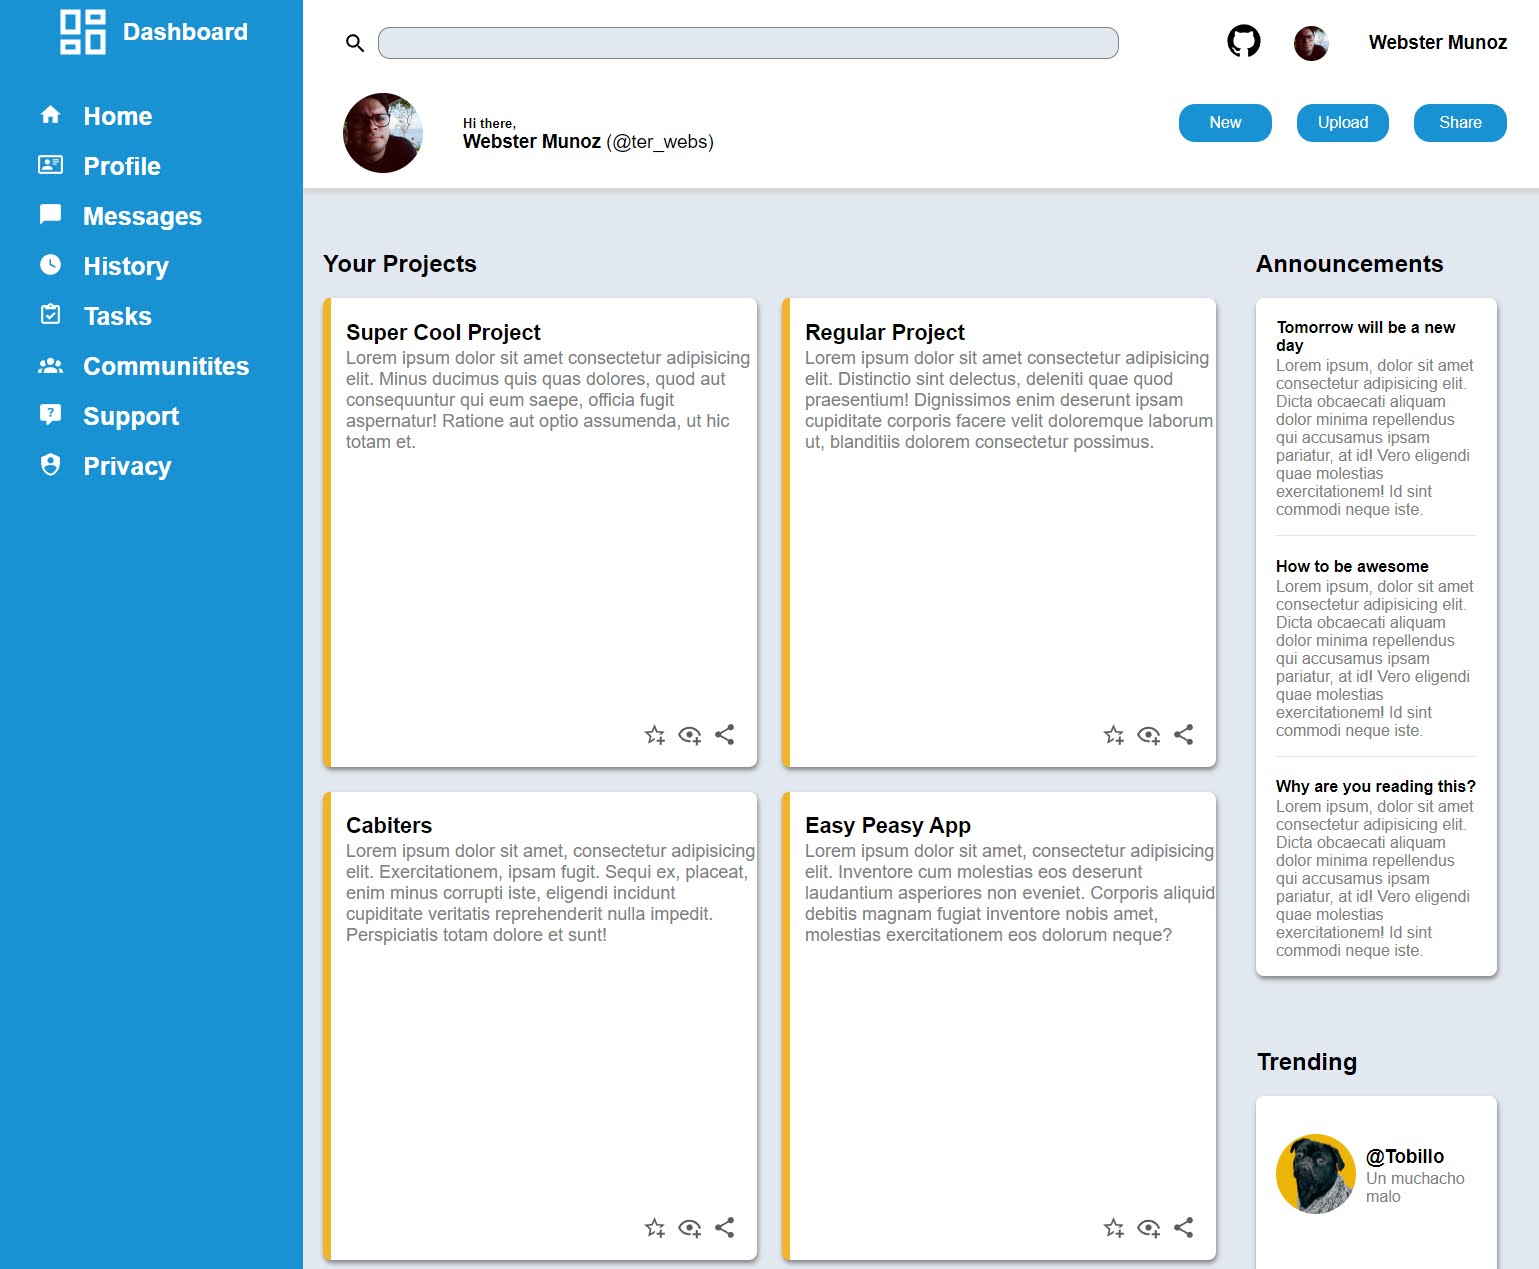 Dashboard
Home
Profile
Messages
History
Tasks
Communitites
Support
Privacy
Webster Munoz
Hi there,
Webster Munoz (@ter_webs)
New
Upload
Share
Your Projects
Super Cool Project
Lorem ipsum dolor sit amet consectetur adipisicing
elit. Minus ducimus quis quas dolores, quod aut
consequuntur qui eum saepe, officia fugit
aspernatur! Ratione aut optio assumenda, ut hic
totam et.
Regular Project
Lorem ipsum dolor sit amet consectetur adipisicing
elit. Distinctio sint delectus, deleniti quae quod
praesentium! Dignissimos enim deserunt ipsam
cupiditate corporis facere velit doloremque laborum
ut, blanditiis dolorem consectetur possimus.
Cabiters
Lorem ipsum dolor sit amet, consectetur adipisicing
elit. Exercitationem, ipsam fugit. Sequi ex, placeat,
enim minus corrupti iste, eligendi incidunt
cupiditate veritatis reprehenderit nulla impedit.
Perspiciatis totam dolore et sunt!
Easy Peasy App
Lorem ipsum dolor sit amet, consectetur adipisicing
elit. Inventore cum molestias eos deserunt
laudantium asperiores non eveniet. Corporis aliquid
debitis magnam fugiat inventore nobis amet,
molestias exercitationem eos dolorum neque?
Announcements
Tomorrow will be a new
day
Lorem ipsum, dolor sit amet
consectetur adipisicing elit.
Dicta obcaecati aliquam
dolor minima repellendus
qui accusamus ipsam
pariatur, at id! Vero eligendi
quae molestias
exercitationem! Id sint
commodi neque iste.
How to be awesome
Lorem ipsum, dolor sit amet
consectetur adipisicing elit.
Dicta obcaecati aliquam
dolor minima repellendus
qui accusamus ipsam
pariatur, at id! Vero eligendi
quae molestias
exercitationem! Id sint
commodi neque iste.
Why are you reading this?
Lorem ipsum, dolor sit amet
consectetur adipisicing elit.
Dicta obcaecati aliquam
dolor minima repellendus
qui accusamus ipsam
pariatur, at id! Vero eligendi
quae molestias
exercitationem! Id sint
commodi neque iste.
Trending
@Tobillo
Un muchacho
malo